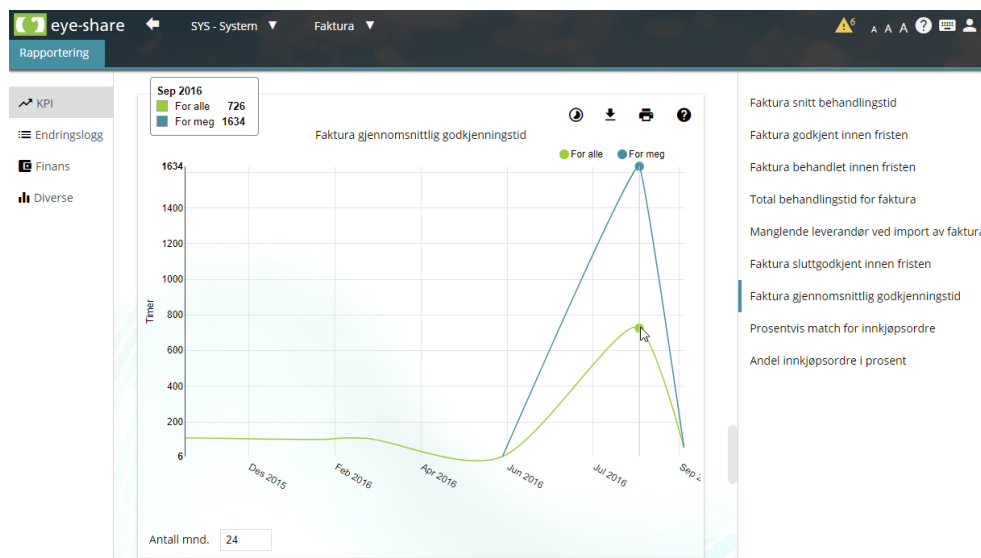 eye-share SYS - System Faktura 6 A A A
Rapportering
KPI
Endringslogg
Finans
Diverse
Sep 2016
For alle 726
For meg 1634
Faktura gjennomsnittlig godkjenningstid
For alle For meg
1634
1400
1200
1000
800
600
400
200
6
Timer
Des 2015 Feb 2016 Apr 2016 Jun 2016 Jul 2016 Sep 2
Antall mnd. 24
Faktura snitt behandlingstid
Faktura godkjent innen fristen
Faktura behandlet innen fristen
Total behandlingstid for faktura
Manglende leverandør ved import av faktura
Faktura sluttgodkjent innen fristen
Faktura gjennomsnittlig godkjenningstid
Prosentvis match for innkjøpsordre
Andel innkjøpsordre i prosent